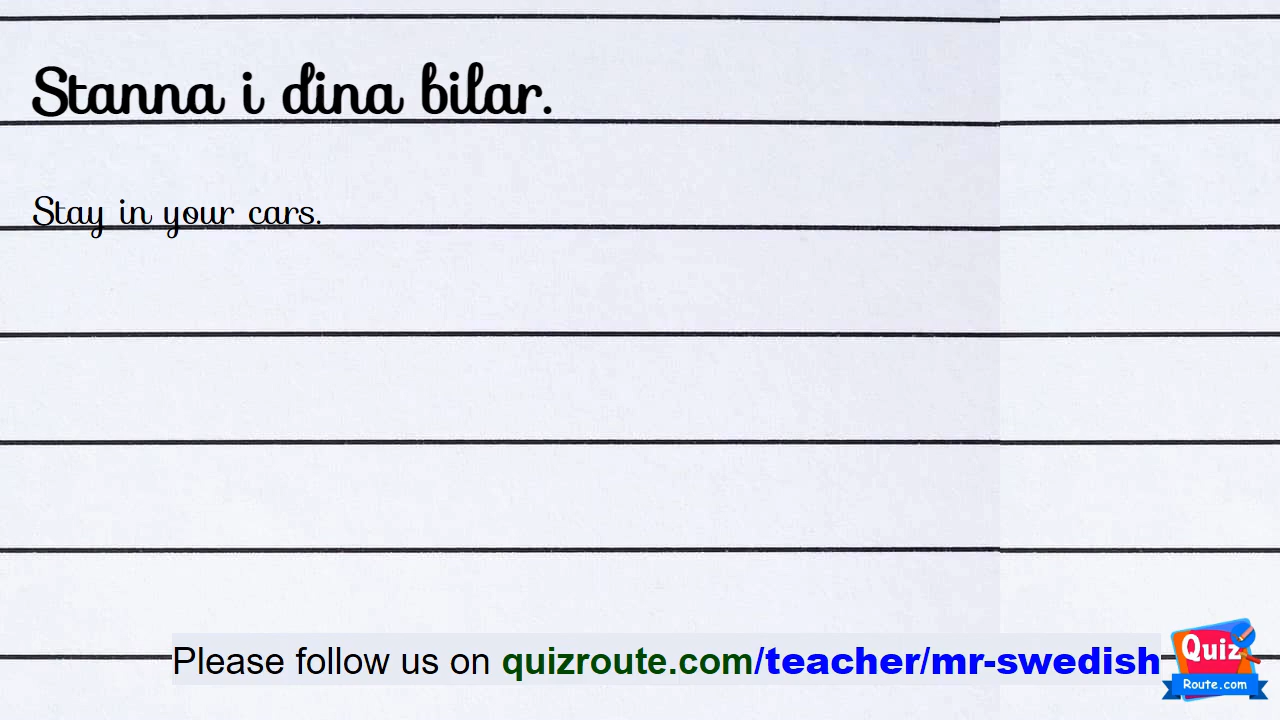 Stanna i dina bilar.
Stay in your cars.
Please follow us on quizroute.com/teacher/mr-swedish
Quiz
Route.com